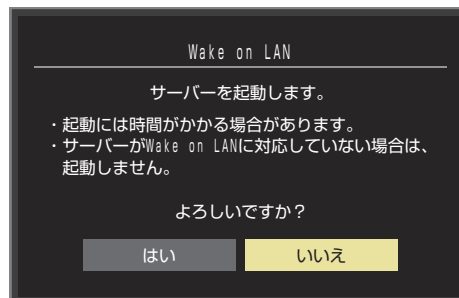 Wake on LAN
サーバーを起動します。
・起動には時間がかかる場合があります。
・サーバーがWake on LANに対応していない場合は、
起動しません。
よろしいですか？
はい いいえ